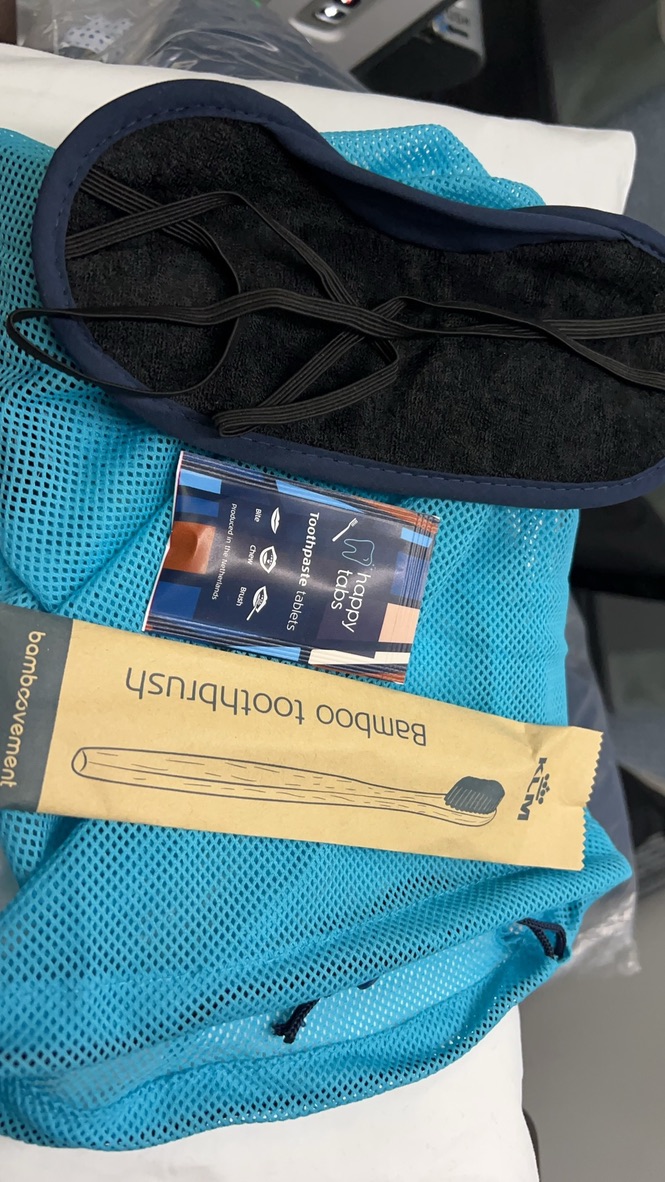 happy
tabs
Toothpaste tablets
Bite
Chew
Brush
Produced in the Netherlands
Bamboo toothbrush
KLM
bamboovement